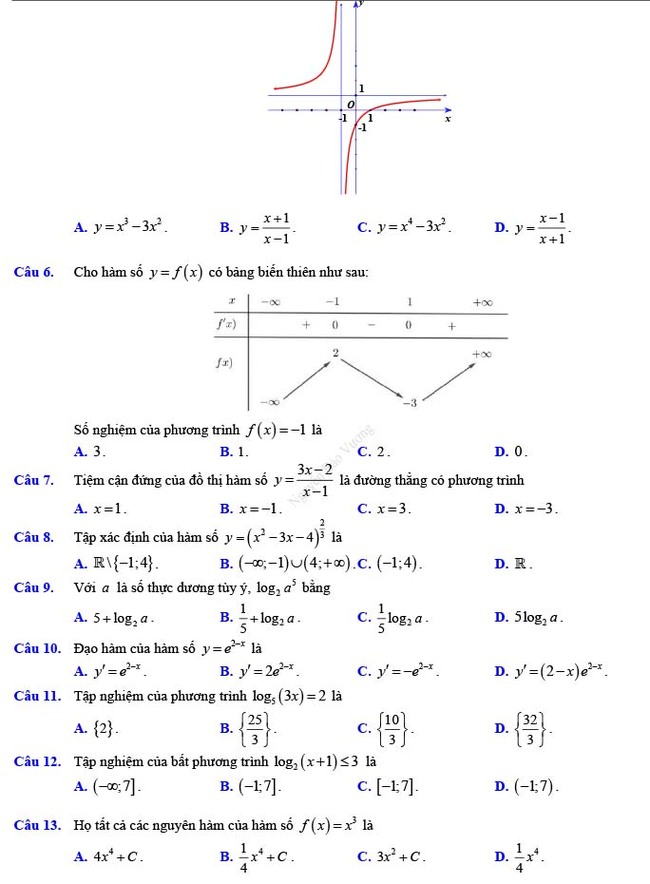 y
1
O
-1 1 x
-1
A. y = x³ − 3x². B. y = (x+1)/(x−1). C. y = x⁴ − 3x². D. y = (x−1)/(x+1).
Câu 6. Cho hàm số y = f(x) có bảng biến thiên như sau:
x −∞ −1 1 +∞
f'x) + 0 − 0 +
2 +∞
fx)
−∞ −3
Số nghiệm của phương trình f(x) = −1 là
A. 3. B. 1. C. 2. D. 0.
Câu 7. Tiệm cận đứng của đồ thị hàm số y = (3x−2)/(x−1) là đường thẳng có phương trình
A. x = 1. B. x = −1. C. x = 3. D. x = −3.
Câu 8. Tập xác định của hàm số y = (x² − 3x − 4)^(2/3) là
A. ℝ\{−1;4}. B. (−∞;−1)∪(4;+∞). C. (−1;4). D. ℝ.
Câu 9. Với a là số thực dương tùy ý, log₂ a⁵ bằng
A. 5 + log₂ a. B. 1/5 + log₂ a. C. 1/5 log₂ a. D. 5 log₂ a.
Câu 10. Đạo hàm của hàm số y = e^(2−x) là
A. y' = e^(2−x). B. y' = 2e^(2−x). C. y' = −e^(2−x). D. y' = (2−x)e^(2−x).
Câu 11. Tập nghiệm của phương trình log₅(3x) = 2 là
A. {2}. B. {25/3}. C. {10/3}. D. {32/3}.
Câu 12. Tập nghiệm của bất phương trình log₂(x+1) ≤ 3 là
A. (−∞;7]. B. (−1;7]. C. [−1;7]. D. (−1;7).
Câu 13. Họ tất cả các nguyên hàm của hàm số f(x) = x³ là
A. 4x⁴ + C. B. 1/4 x⁴ + C. C. 3x² + C. D. 1/4 x⁴.